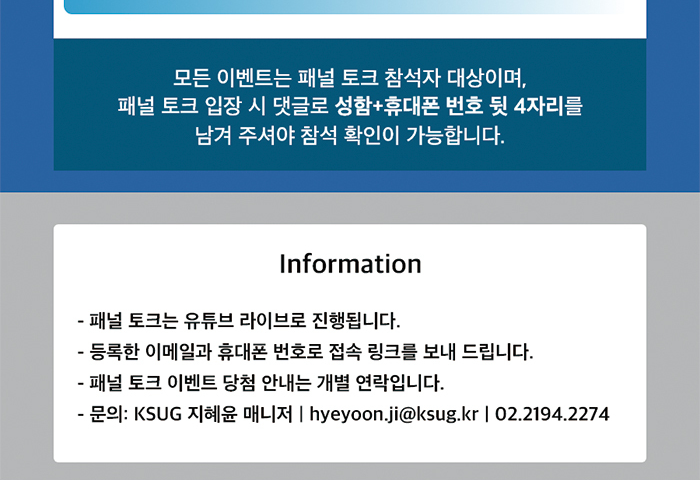 모든 이벤트는 패널 토크 참석자 대상이며,
패널 토크 입장 시 댓글로 성함+휴대폰 번호 뒷 4자리를
남겨 주셔야 참석 확인이 가능합니다.
Information
- 패널 토크는 유튜브 라이브로 진행됩니다.
- 등록한 이메일과 휴대폰 번호로 접속 링크를 보내 드립니다.
- 패널 토크 이벤트 당첨 안내는 개별 연락입니다.
- 문의: KSUG 지혜윤 매니저 | hyeyoon.ji@ksug.kr | 02.2194.2274